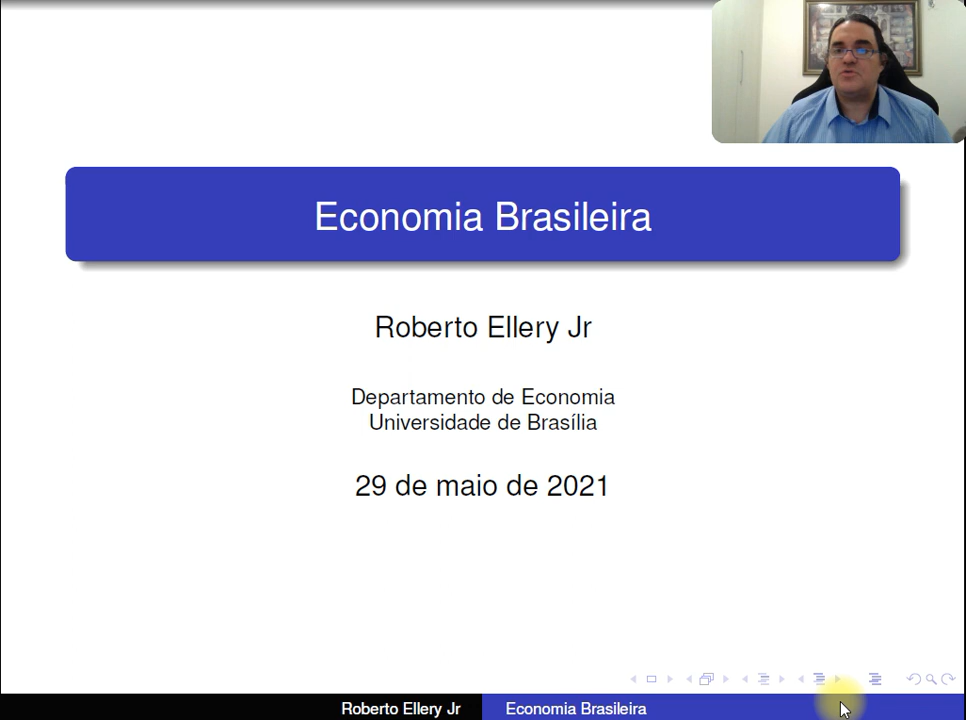 Economia Brasileira
Roberto Ellery Jr
Departamento de Economia
Universidade de Brasília
29 de maio de 2021
Roberto Ellery Jr
Economia Brasileira